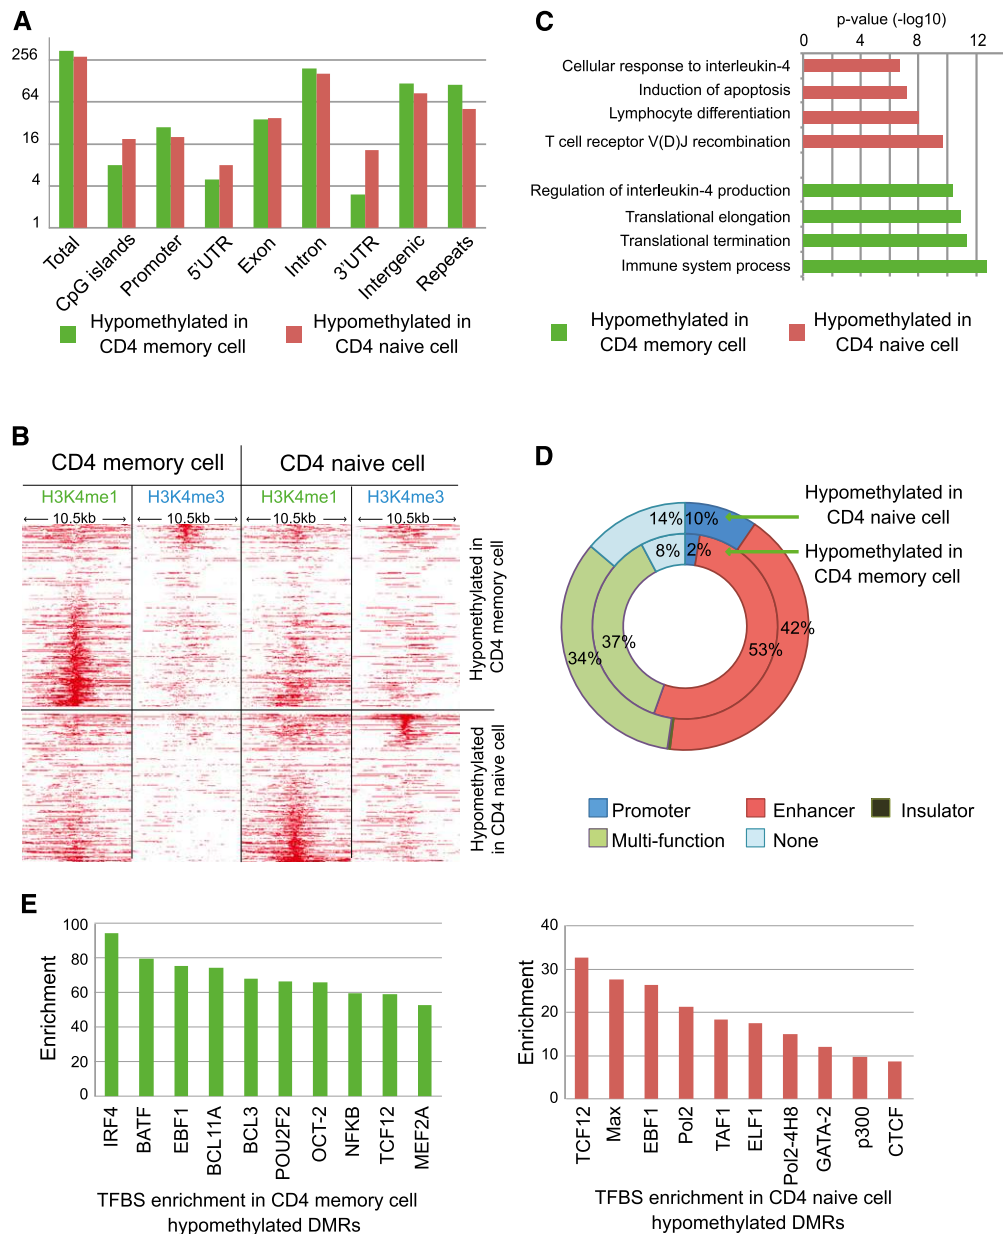 A
256
64
16
4
1
Total
CpG islands
Promoter
5'UTR
Exon
Intron
3'UTR
Intergenic
Repeats
Hypomethylated in
CD4 memory cell
Hypomethylated in
CD4 naive cell
C
p-value (-log10)
0 4 8 12
Cellular response to interleukin-4
Induction of apoptosis
Lymphocyte differentiation
T cell receptor V(D)J recombination
Regulation of interleukin-4 production
Translational elongation
Translational termination
Immune system process
Hypomethylated in
CD4 memory cell
Hypomethylated in
CD4 naive cell
B
CD4 memory cell CD4 naive cell
H3K4me1 H3K4me3 H3K4me1 H3K4me3
10.5kb 10.5kb 10.5kb 10.5kb
Hypomethylated in
CD4 memory cell
Hypomethylated
in CD4 naive cell
D
Hypomethylated in
CD4 naive cell
Hypomethylated in
CD4 memory cell
14% 10%
8% 2%
42%
53%
37%
34%
Promoter Enhancer Insulator
Multi-function None
E
Enrichment
100
80
60
40
20
0
IRF4
BATF
EBF1
BCL11A
BCL3
POU2F2
OCT-2
NFKB
TCF12
MEF2A
TFBS enrichment in CD4 memory cell
hypomethylated DMRs
Enrichment
40
30
20
10
0
TCF12
Max
EBF1
Pol2
TAF1
ELF1
Pol2-4H8
GATA-2
p300
CTCF
TFBS enrichment in CD4 naive cell
hypomethylated DMRs